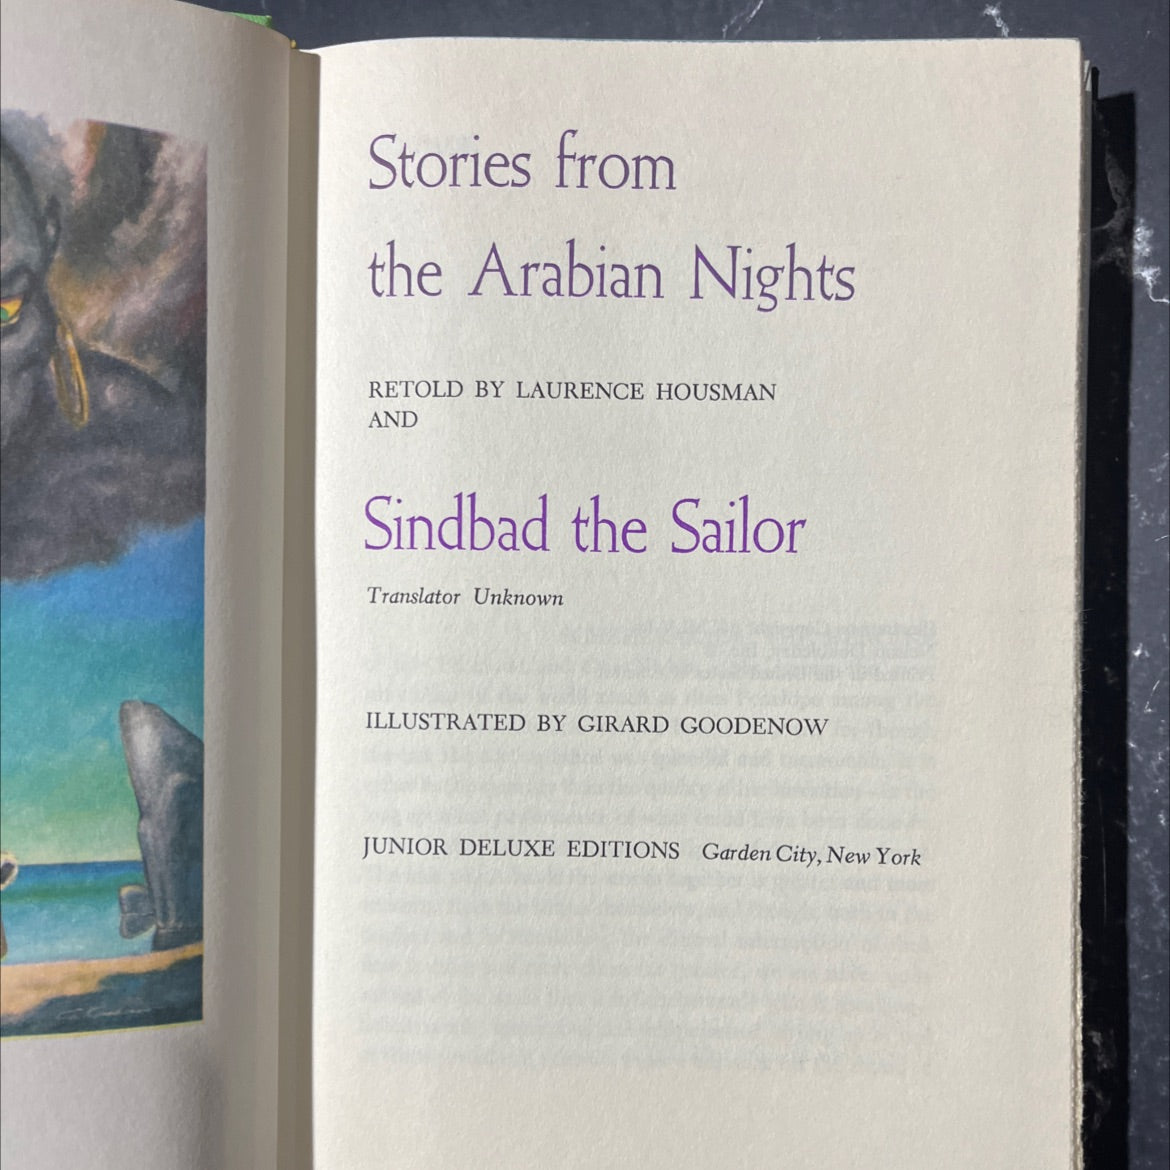 Stories from
the Arabian Nights
RETOLD BY LAURENCE HOUSMAN
AND
Sindbad the Sailor
Translator Unknown
ILLUSTRATED BY GIRARD GOODENOW
JUNIOR DELUXE EDITIONS Garden City, New York